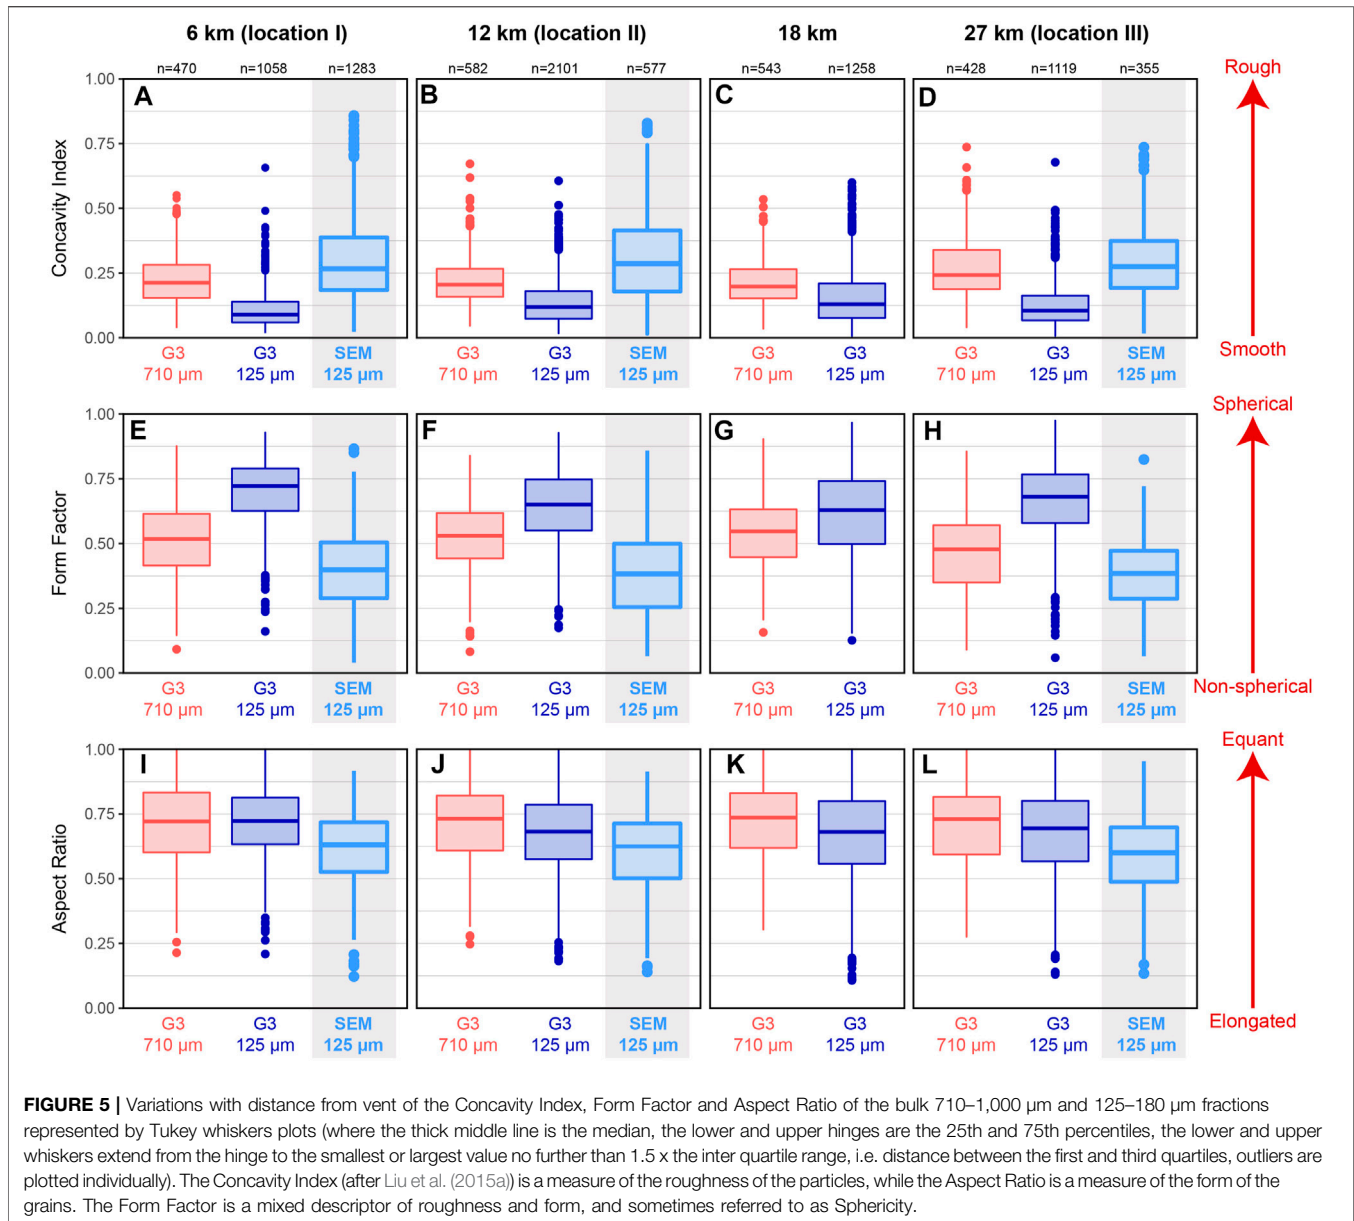 6 km (location I) 12 km (location II) 18 km 27 km (location III)
n=470 n=1058 n=1283 n=582 n=2101 n=577 n=543 n=1258 n=428 n=1119 n=355
Rough
1.00
A B C D
0.75
0.50
0.25
0.00
Concavity Index
Smooth
G3 G3 SEM G3 G3 SEM G3 G3 G3 G3 SEM
710 µm 125 µm 125 µm 710 µm 125 µm 125 µm 710 µm 125 µm 710 µm 125 µm 125 µm
Spherical
1.00
E F G H
0.75
0.50
0.25
0.00
Form Factor
Non-spherical
G3 G3 SEM G3 G3 SEM G3 G3 G3 G3 SEM
710 µm 125 µm 125 µm 710 µm 125 µm 125 µm 710 µm 125 µm 710 µm 125 µm 125 µm
Equant
1.00
I J K L
0.75
0.50
0.25
0.00
Aspect Ratio
Elongated
G3 G3 SEM G3 G3 SEM G3 G3 G3 G3 SEM
710 µm 125 µm 125 µm 710 µm 125 µm 125 µm 710 µm 125 µm 710 µm 125 µm 125 µm
FIGURE 5 | Variations with distance from vent of the Concavity Index, Form Factor and Aspect Ratio of the bulk 710–1,000 µm and 125–180 µm fractions
represented by Tukey whiskers plots (where the thick middle line is the median, the lower and upper hinges are the 25th and 75th percentiles, the lower and upper
whiskers extend from the hinge to the smallest or largest value no further than 1.5 x the inter quartile range, i.e. distance between the first and third quartiles, outliers are
plotted individually). The Concavity Index (after Liu et al. (2015a)) is a measure of the roughness of the particles, while the Aspect Ratio is a measure of the form of the
grains. The Form Factor is a mixed descriptor of roughness and form, and sometimes referred to as Sphericity.